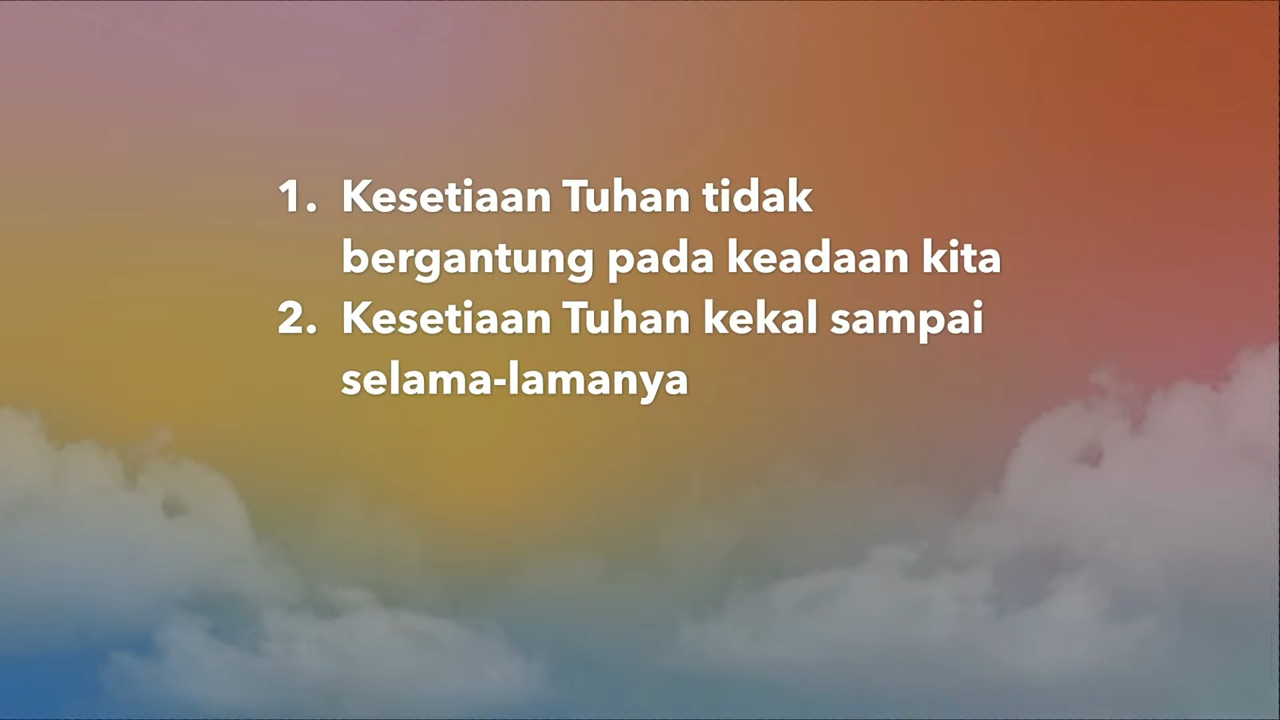 1. Kesetiaan Tuhan tidak
bergantung pada keadaan kita
2. Kesetiaan Tuhan kekal sampai
selama-lamanya